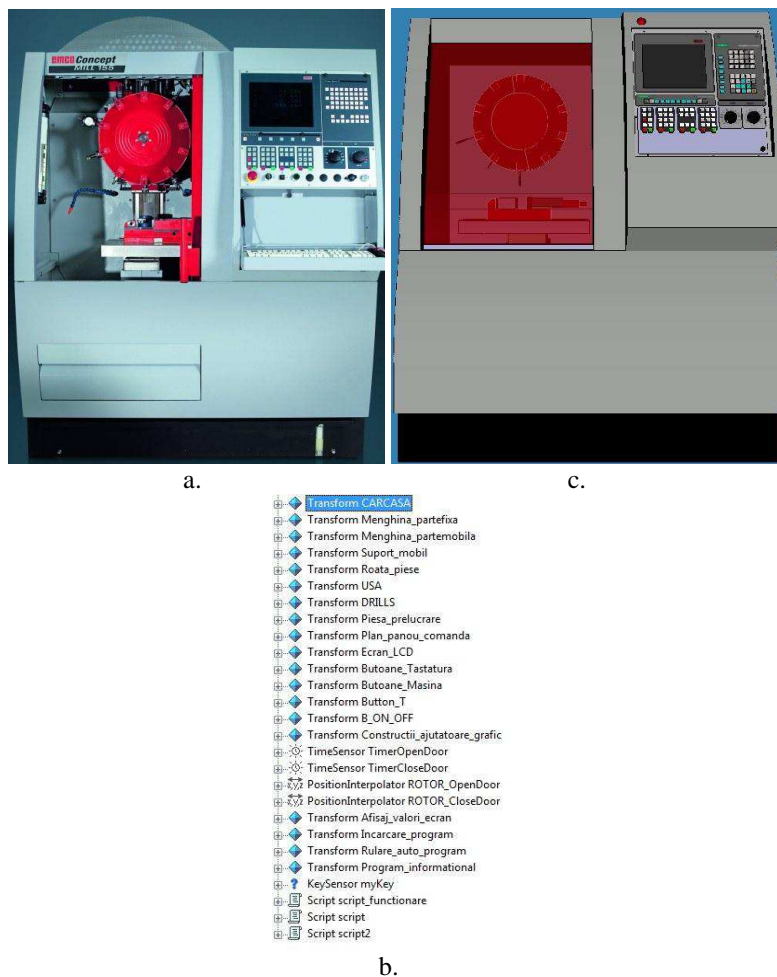 emco Concept
MILL 155
a.
c.
Transform CARCASA
Transform Menghina_partefixa
Transform Menghina_partemobila
Transform Suport_mobil
Transform Roata_piese
Transform USA
Transform DRILLS
Transform Piesa_prelucrare
Transform Plan_panou_comanda
Transform Ecran_LCD
Transform Butoane_Tastatura
Transform Butoane_Masina
Transform Button_T
Transform B_ON_OFF
Transform Constructii_ajutatoare_grafic
TimeSensor TimerOpenDoor
TimeSensor TimerCloseDoor
PositionInterpolator ROTOR_OpenDoor
PositionInterpolator ROTOR_CloseDoor
Transform Afisaj_valori_ecran
Transform Incarcare_program
Transform Rulare_auto_program
Transform Program_informational
KeySensor myKey
Script script_functionare
Script script
Script script2
b.